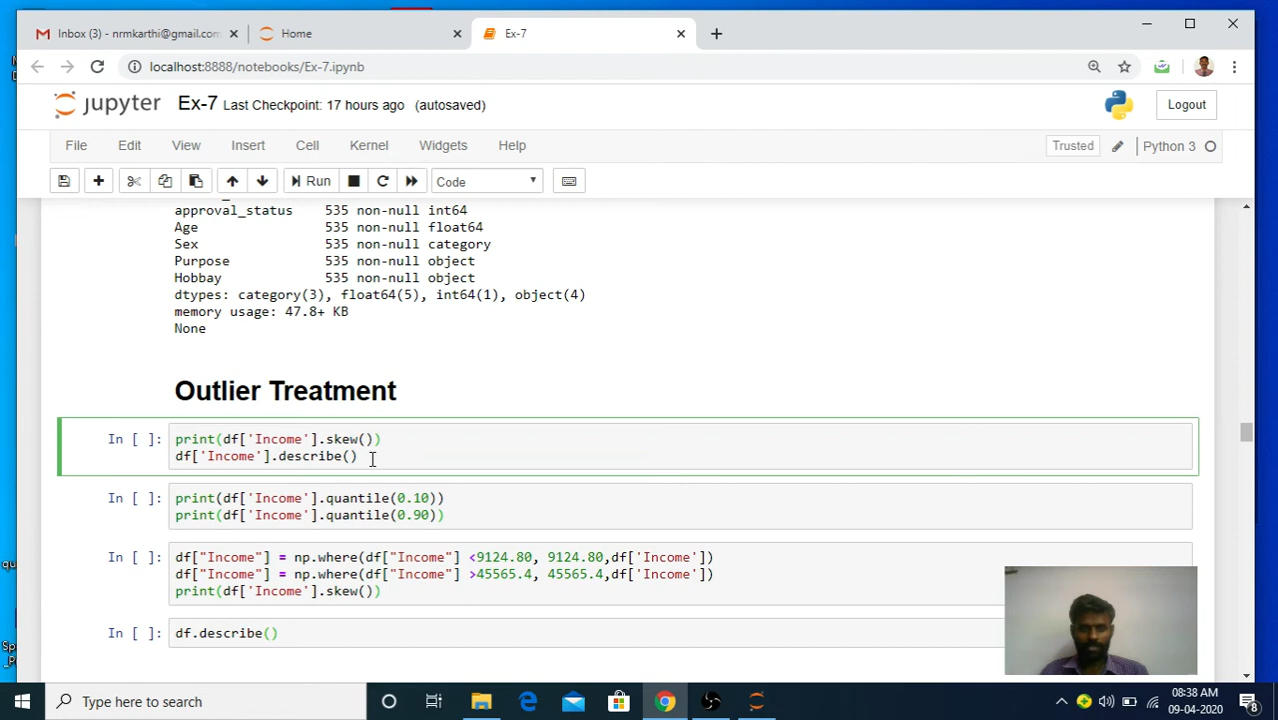 Inbox (3) - nrmkarthi@gmail.com
Home
Ex-7
localhost:8888/notebooks/Ex-7.ipynb
jupyter Ex-7 Last Checkpoint: 17 hours ago (autosaved)
Logout
File Edit View Insert Cell Kernel Widgets Help
Trusted
Python 3
Run
Code
approval_status 535 non-null int64
Age 535 non-null float64
Sex 535 non-null category
Purpose 535 non-null object
Hobbay 535 non-null object
dtypes: category(3), float64(5), int64(1), object(4)
memory usage: 47.8+ KB
None
Outlier Treatment
In [ ]: print(df['Income'].skew())
df['Income'].describe()
In [ ]: print(df['Income'].quantile(0.10))
print(df['Income'].quantile(0.90))
In [ ]: df["Income"] = np.where(df["Income"] <9124.80, 9124.80,df['Income'])
df["Income"] = np.where(df["Income"] >45565.4, 45565.4,df['Income'])
print(df['Income'].skew())
In [ ]: df.describe()
Type here to search
08:38 AM
09-04-2020
8